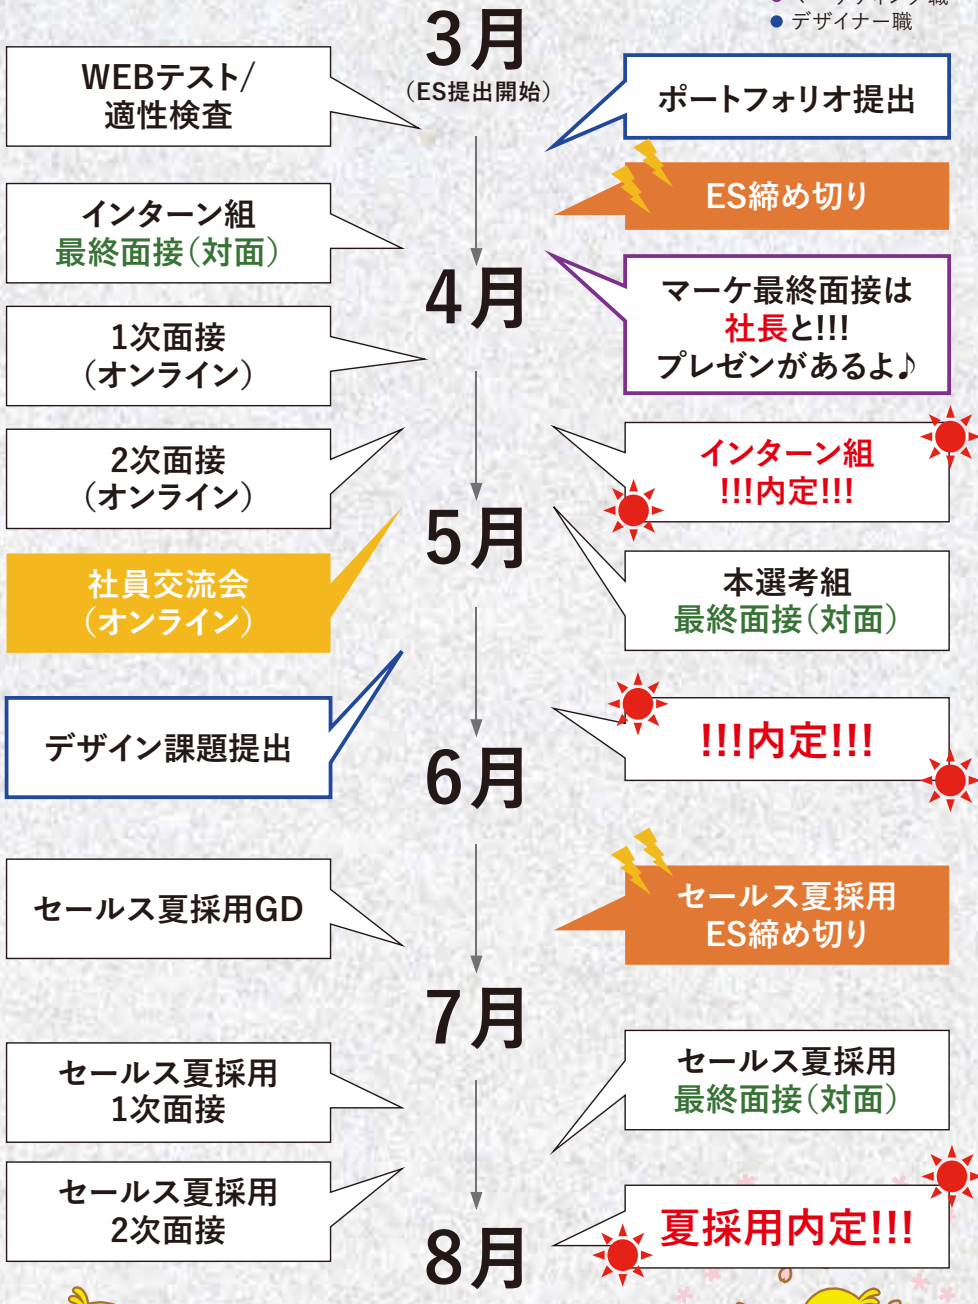 デザイナー職
3月
（ES提出開始）
WEBテスト/
適性検査
ポートフォリオ提出
ES締め切り
インターン組
最終面接（対面）
4月
マーケ最終面接は
社長と!!!
プレゼンがあるよ♪
1次面接
（オンライン）
2次面接
（オンライン）
インターン組
!!!内定!!!
5月
社員交流会
（オンライン）
本選考組
最終面接（対面）
デザイン課題提出
!!!内定!!!
6月
セールス夏採用GD
セールス夏採用
ES締め切り
7月
セールス夏採用
1次面接
セールス夏採用
最終面接（対面）
セールス夏採用
2次面接
夏採用内定!!!
8月